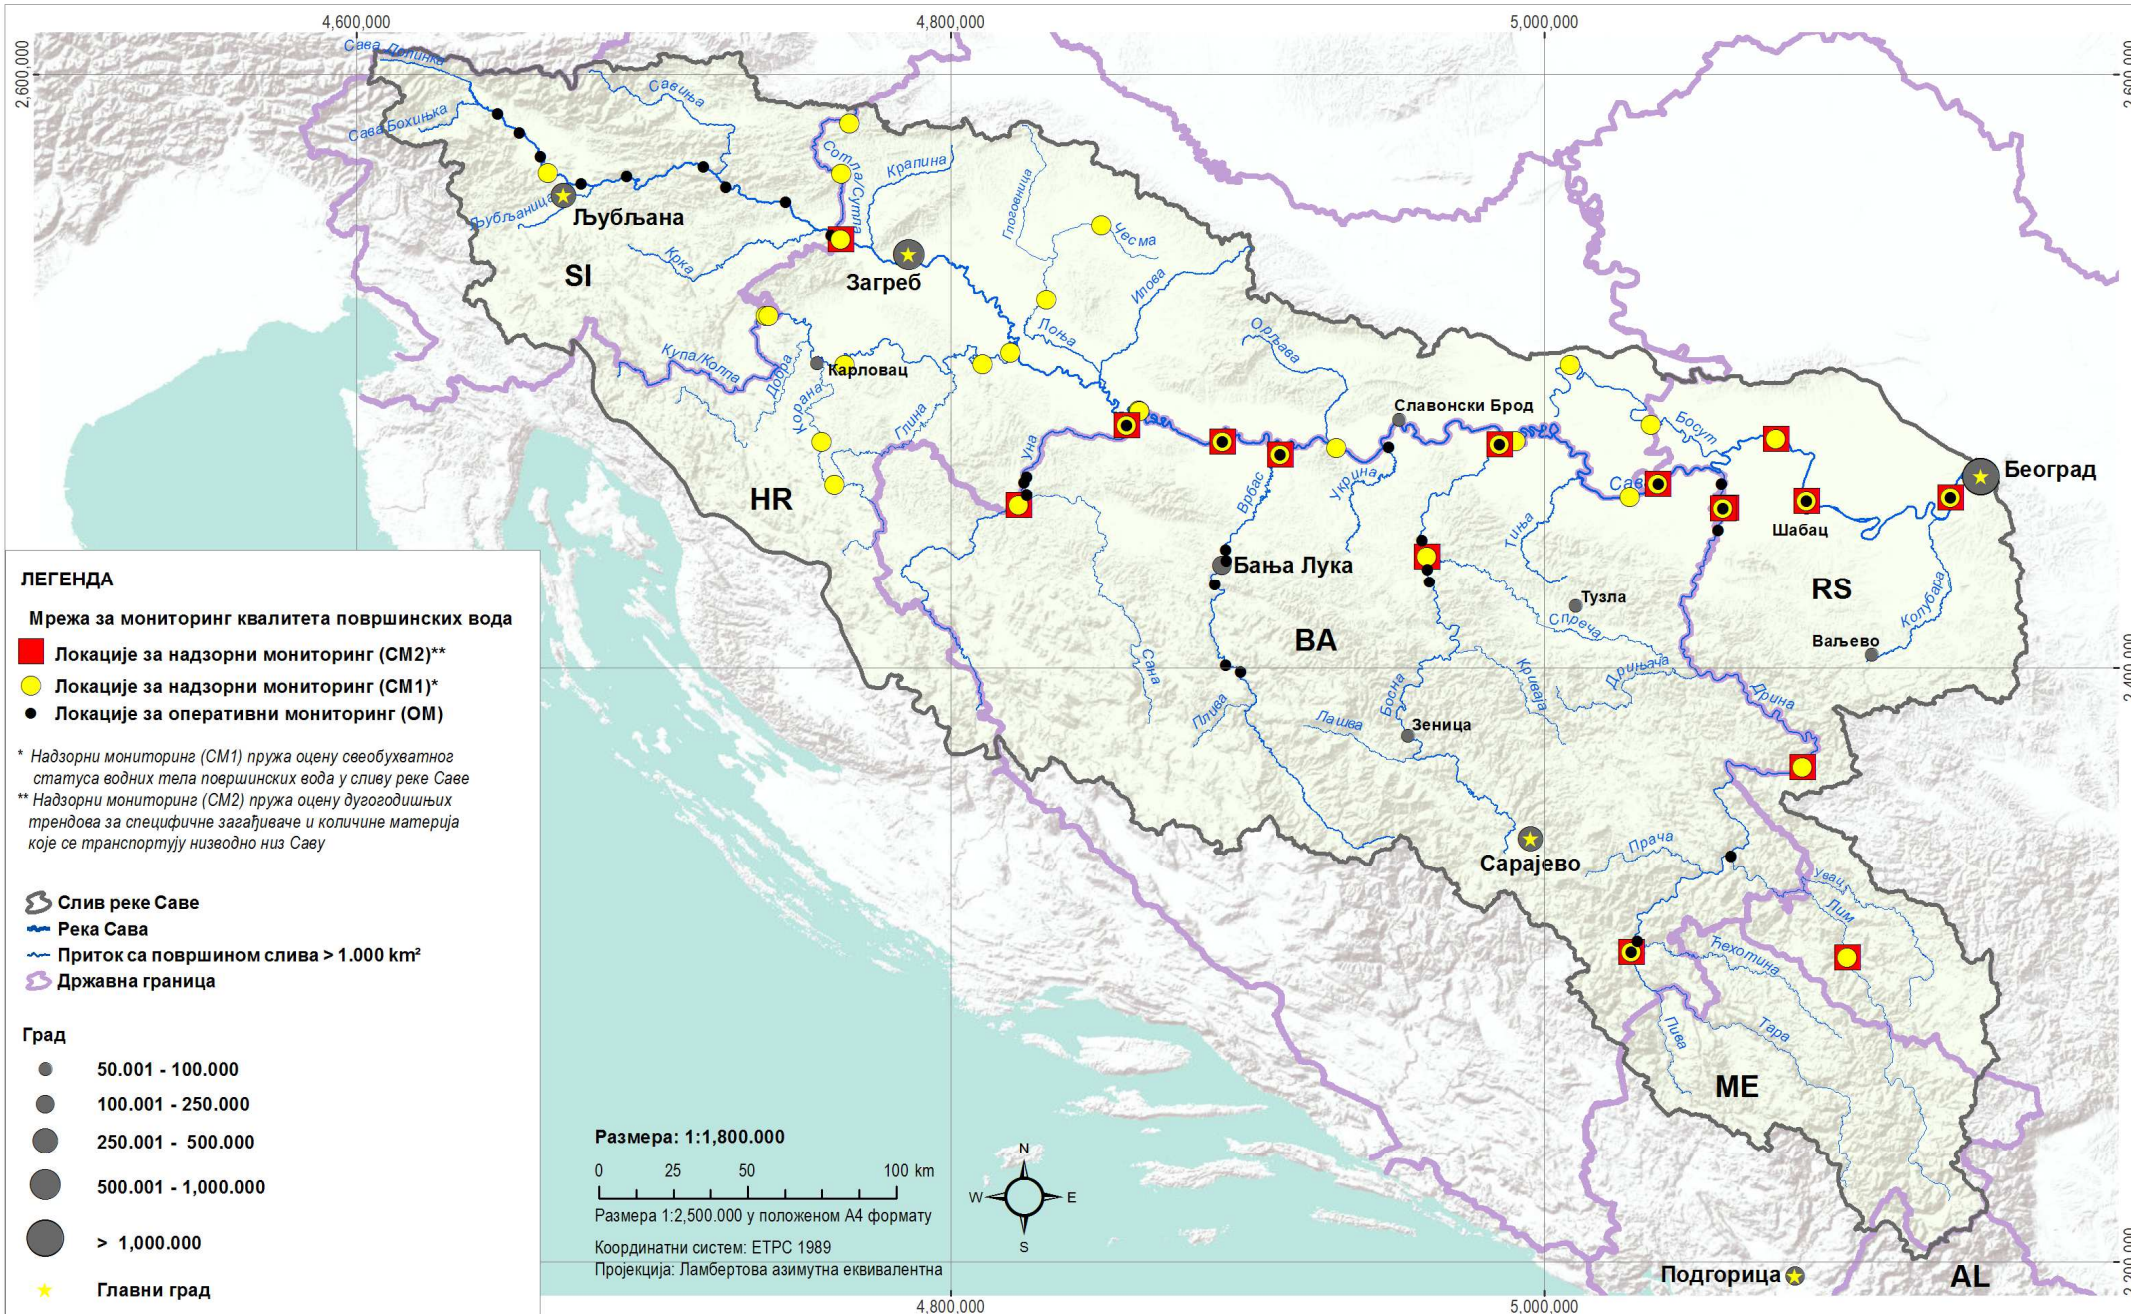 4,600,000
4,800,000
5,000,000
2,600,000
Сава Долинка
Сава Бохињка
Савиња
Сотла/Сутла
Крапина
Љубљаница
Љубљана
Крка
SI
Загреб
Глоговница
Чесма
Илова
Лоња
Орљава
Купа/Колпа
Добра
Карловац
Корана
Глина
HR
Уна
Славонски Брод
Врбас
Укрина
Босут
Сава
Београд
Шабац
Тиња
RS
Бања Лука
Тузла
Спреча
BA
Колубара
Ваљево
Сана
Плива
Лашва
Босна
Зеница
Криваја
Дрињача
Дрина
Сарајево
Прача
Увац
Лим
Ћехотина
Пива
Тара
ME
Подгорица
AL
ЛЕГЕНДА
Мрежа за мониторинг квалитета површинских вода
Локације за надзорни мониторинг (СМ2)**
Локације за надзорни мониторинг (СМ1)*
Локације за оперативни мониторинг (ОМ)
* Надзорни мониторинг (СМ1) пружа оцену свеобухватног
статуса водних тела површинских вода у сливу реке Саве
** Надзорни мониторинг (СМ2) пружа оцену дугогодишњих
трендова за специфичне загађиваче и количине материја
које се транспортују низводно низ Саву
Слив реке Саве
Река Сава
Приток са површином слива > 1.000 km²
Државна граница
Град
50.001 - 100.000
100.001 - 250.000
250.001 - 500.000
500.001 - 1,000.000
> 1,000.000
Главни град
Размера: 1:1,800.000
0 25 50 100 km
Размера 1:2,500.000 у положеном А4 формату
Координатни систем: ЕТРС 1989
Пројекција: Ламбертова азимутна еквивалентна
N
W E
S
4,800,000
5,000,000